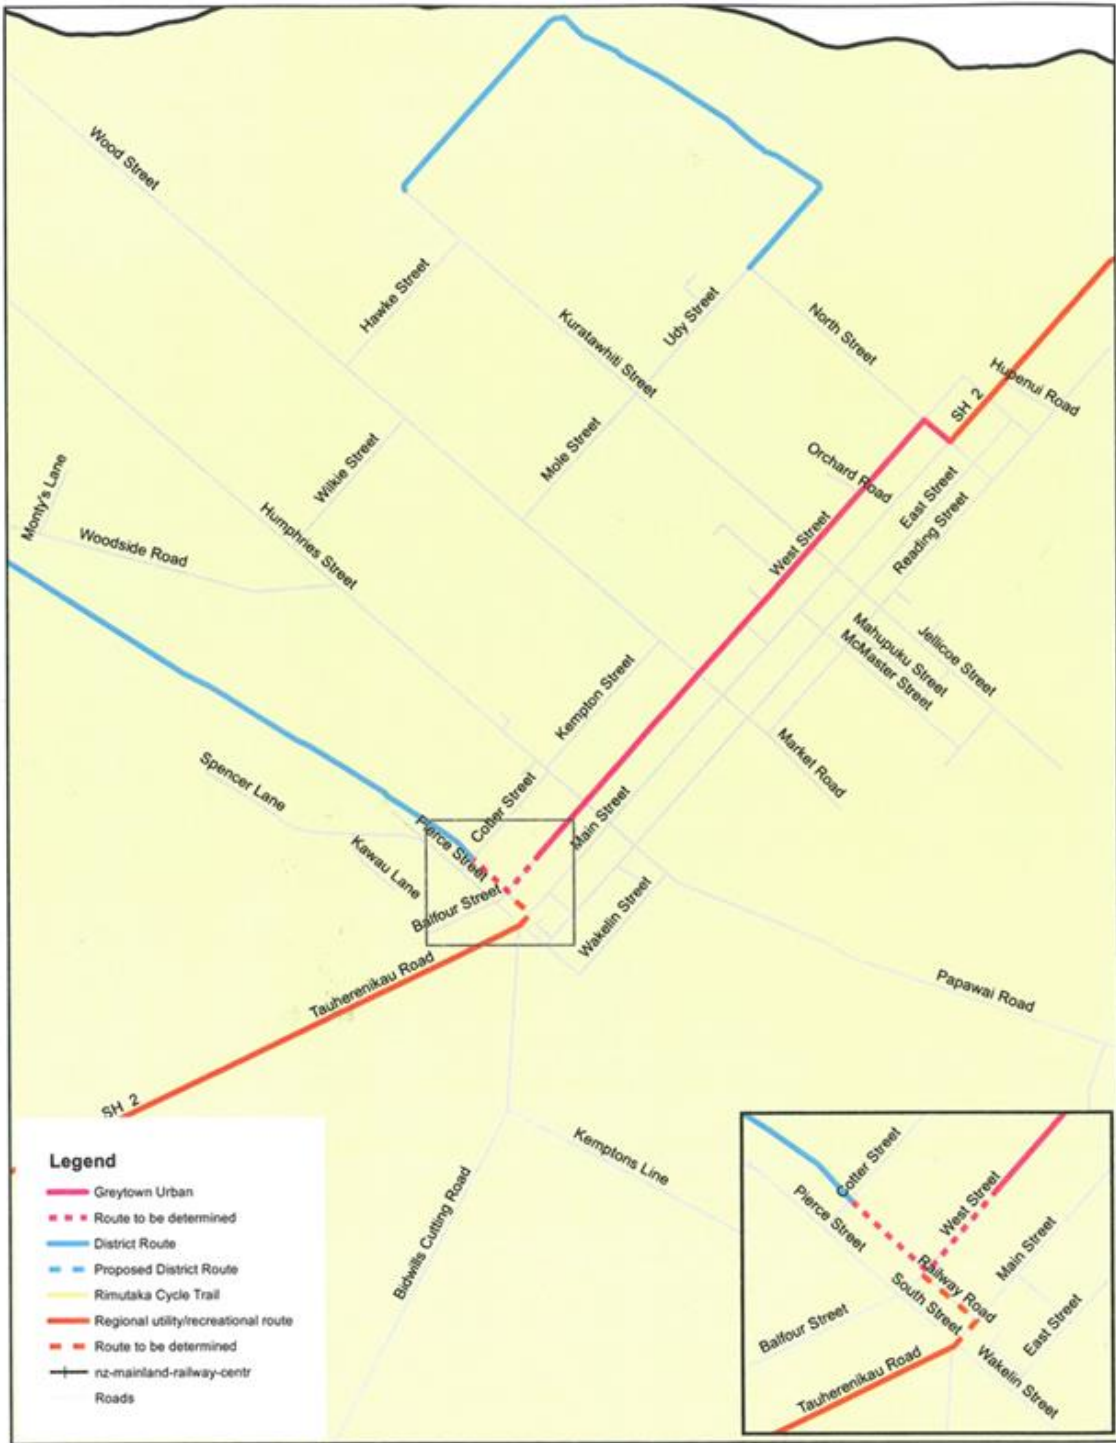 Wood Street
Hawke Street
Kuratawhiti Street
Udy Street
North Street
Hupenui Road
SH 2
Orchard Road
East Street
Reading Street
West Street
Mole Street
Wilkie Street
Monty's Lane
Woodside Road
Humphries Street
Mahupuku Street
McMaster Street
Jellicoe Street
Kempton Street
Market Road
Spencer Lane
Cotter Street
Main Street
Pierce Street
Kawau Lane
Balfour Street
Wakelin Street
Tauherenikau Road
Papawai Road
SH 2
Kemptons Line
Bidwills Cutting Road
Legend
Greytown Urban
Route to be determined
District Route
Proposed District Route
Rimutaka Cycle Trail
Regional utility/recreational route
Route to be determined
nz-mainland-railway-centr
Roads
Cotter Street
Pierce Street
West Street
Main Street
Railway Road
South Street
Balfour Street
East Street
Tauherenikau Road
Wakelin Street